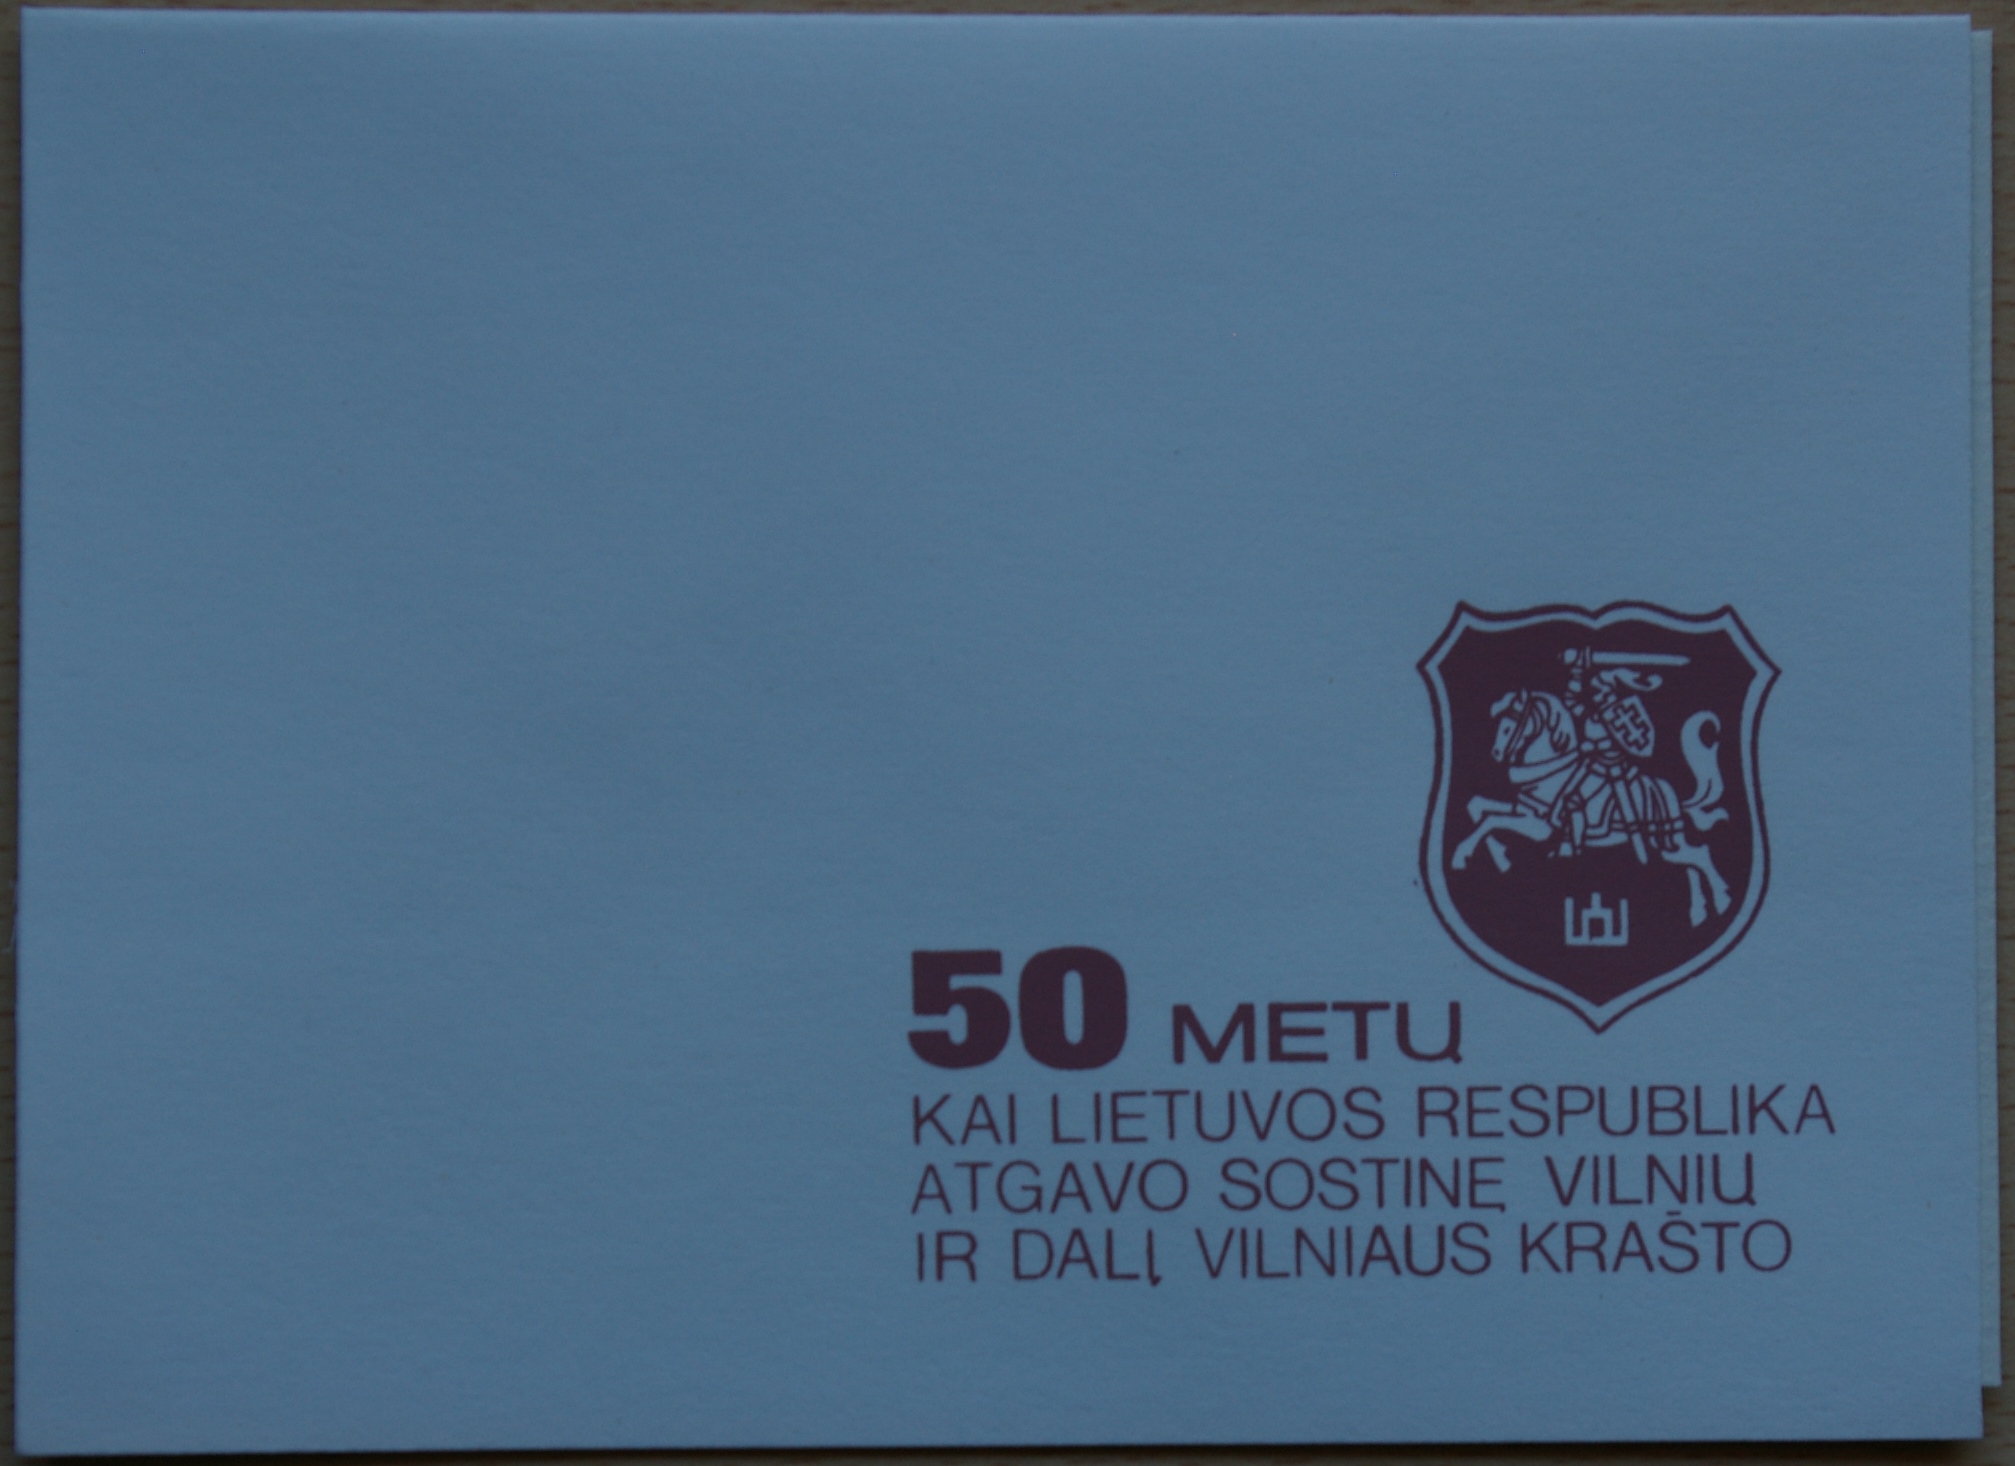 50 METŲ
KAI LIETUVOS RESPUBLIKA
ATGAVO SOSTINĘ VILNIŲ
IR DALĮ VILNIAUS KRAŠTO